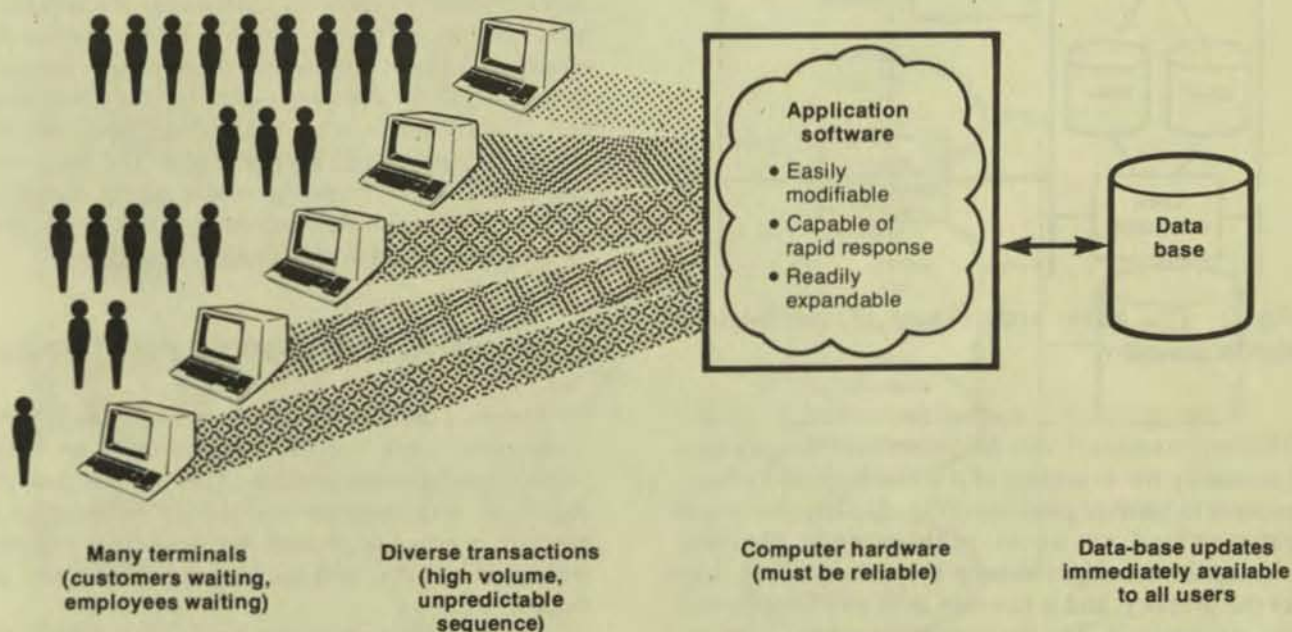 Application
software
• Easily
modifiable
• Capable of
rapid response
• Readily
expandable
Data
base
Many terminals
(customers waiting,
employees waiting)
Diverse transactions
(high volume,
unpredictable
sequence)
Computer hardware
(must be reliable)
Data-base updates
immediately available
to all users